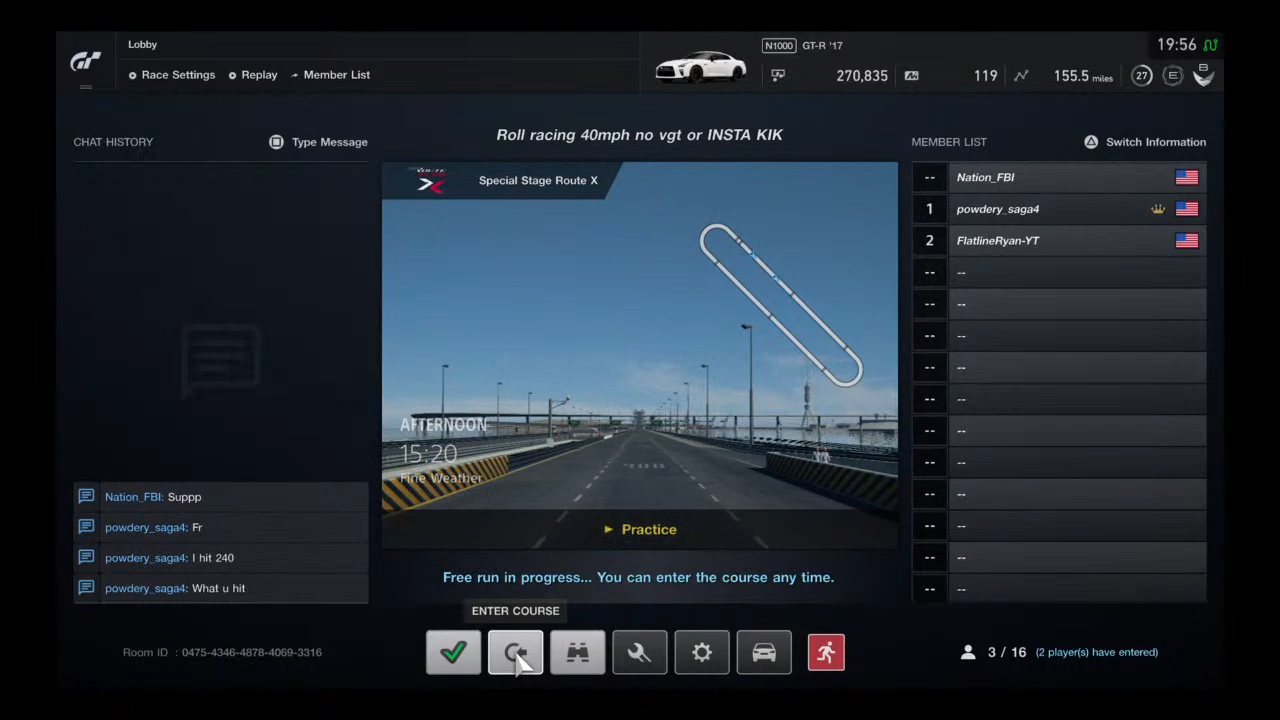 Lobby
Race Settings
Replay
Member List
N1000 GT-R '17
270,835
119
155.5 miles
27
E
B
19:56
CHAT HISTORY
Type Message
Roll racing 40mph no vgt or INSTA KIK
MEMBER LIST
Switch Information
Special Stage Route X
-- Nation_FBI
1 powdery_saga4
2 FlatlineRyan-YT
-- --
-- --
-- --
-- --
-- --
-- --
-- --
-- --
-- --
-- --
-- --
AFTERNOON
15:20
Fine Weather
Practice
Nation_FBI: Suppp
powdery_saga4: Fr
powdery_saga4: I hit 240
powdery_saga4: What u hit
Free run in progress... You can enter the course any time.
ENTER COURSE
Room ID : 0475-4346-4878-4069-3316
3 / 16 (2 player(s) have entered)